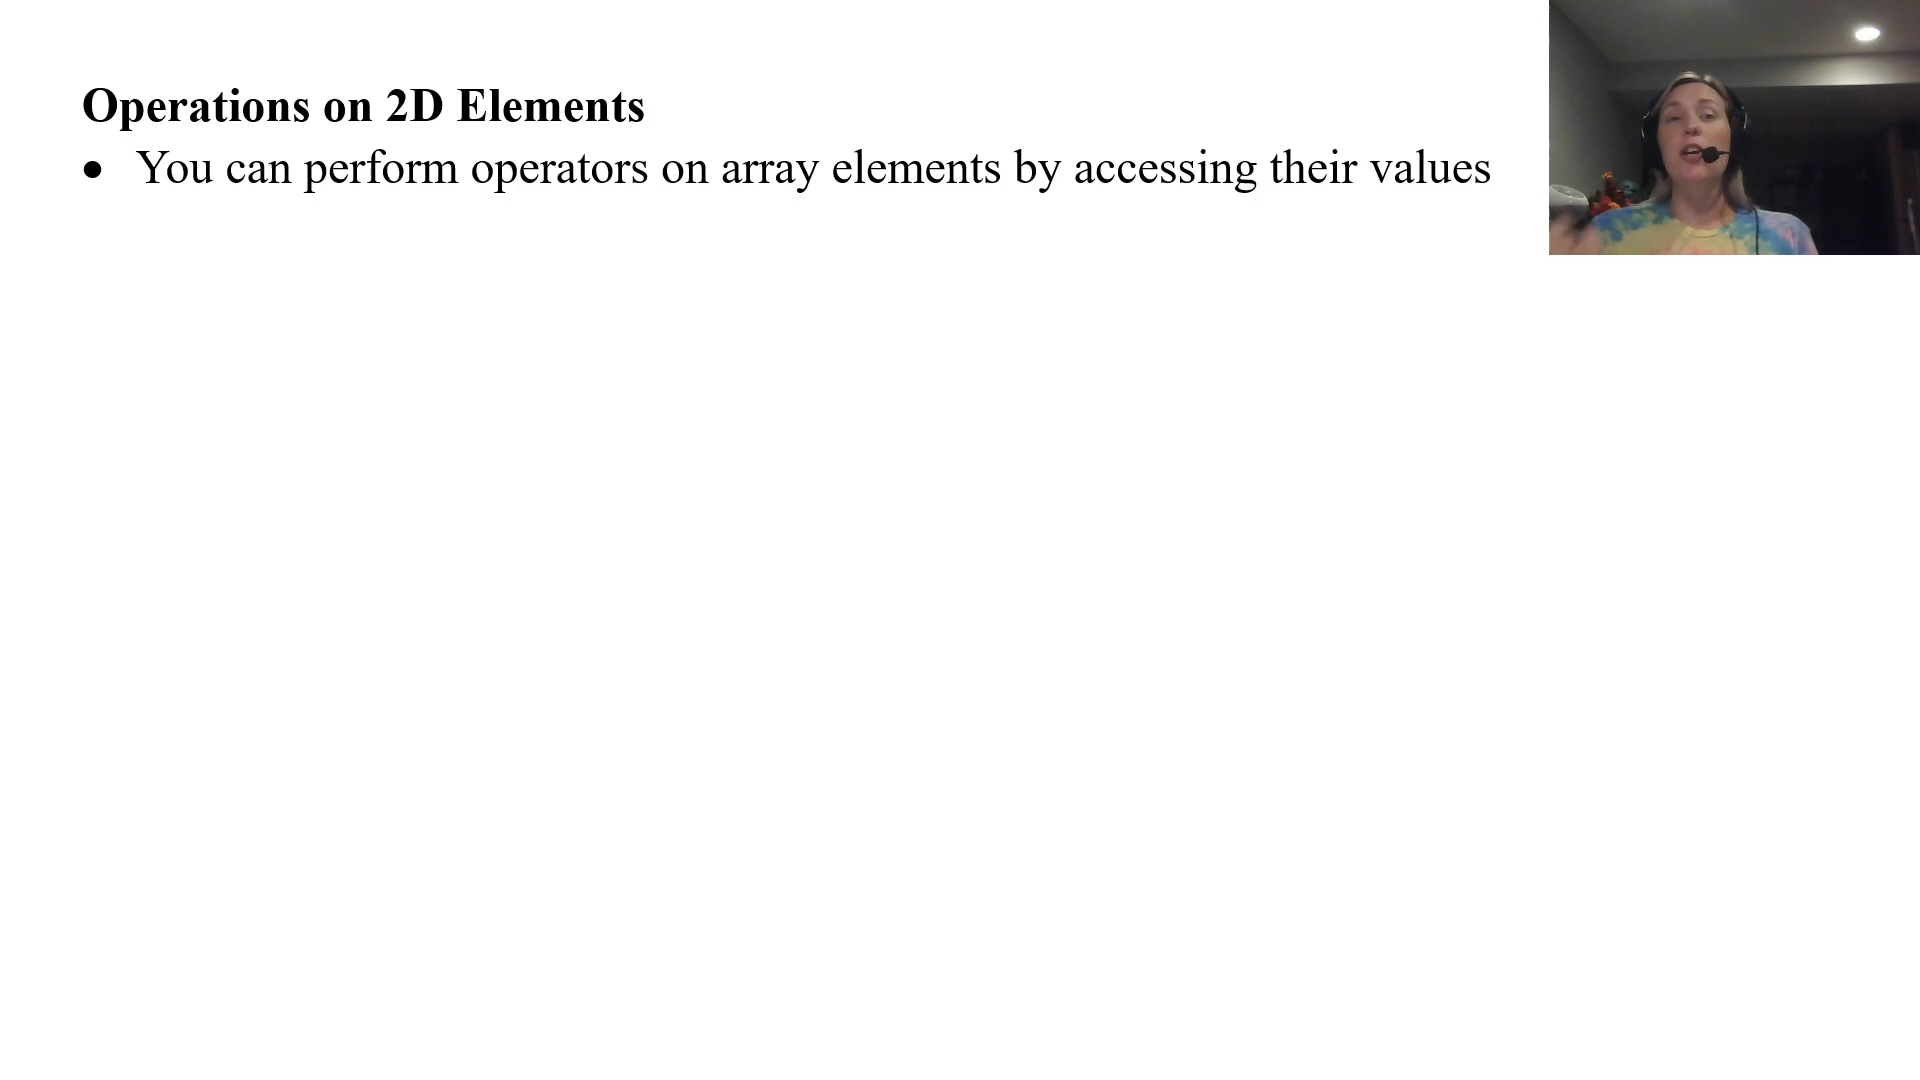 Operations on 2D Elements
• You can perform operators on array elements by accessing their values